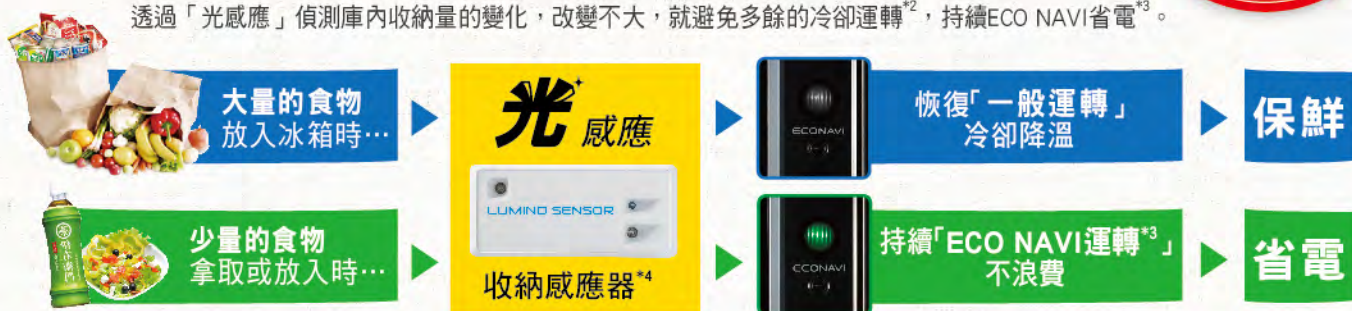 透過「光感應」偵測庫內收納量的變化，改變不大，就避免多餘的冷卻運轉*2，持續ECO NAVI省電*3。
大量的食物
放入冰箱時…
光感應
LUMINO SENSOR
收納感應器*4
ECONAVI
恢復「一般運轉」
冷卻降溫
保鮮
少量的食物
拿取或放入時…
ECONAVI
持續「ECO NAVI運轉*3」
不浪費
省電